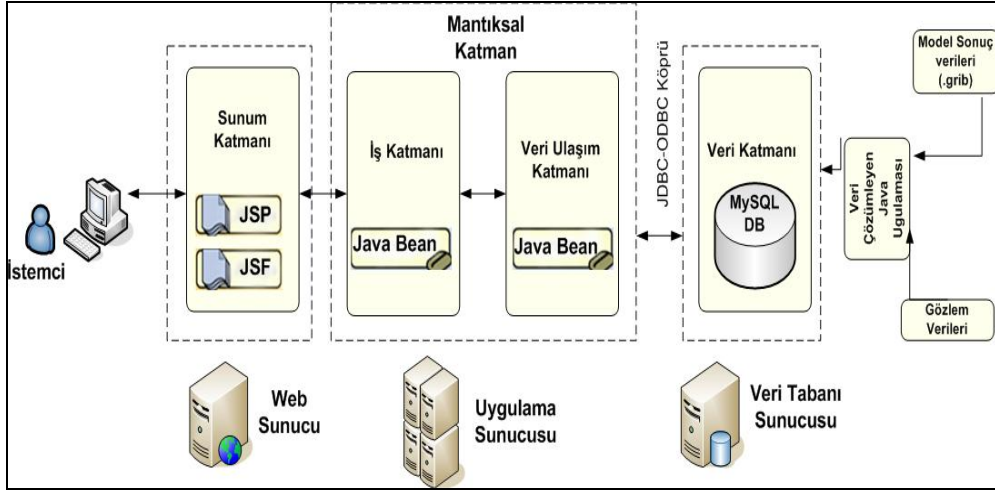 Mantıksal
Katman
Sunum
Katmanı
JSP
JSF
İş Katmanı
Java Bean
Veri Ulaşım
Katmanı
Java Bean
JDBC-ODBC Köprü
Veri Katmanı
MySQL
DB
Veri
Çözümleyen
Java
Ugulaması
Model Sonuç
verileri
(.grib)
Gözlem
Verileri
İstemci
Web
Sunucu
Uygulama
Sunucusu
Veri Tabanı
Sunucusu